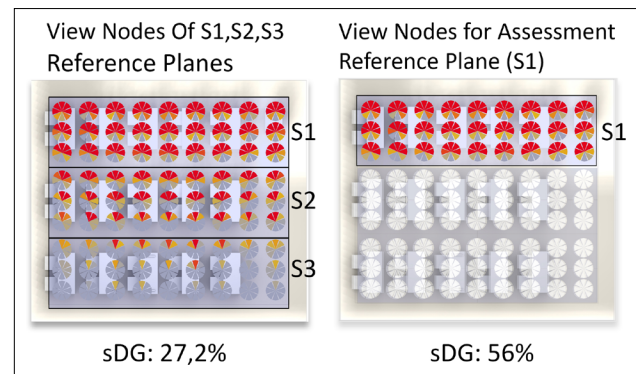 View Nodes Of S1,S2,S3
Reference Planes
S1
S2
S3
sDG: 27,2%
View Nodes for Assessment
Reference Plane (S1)
S1
sDG: 56%